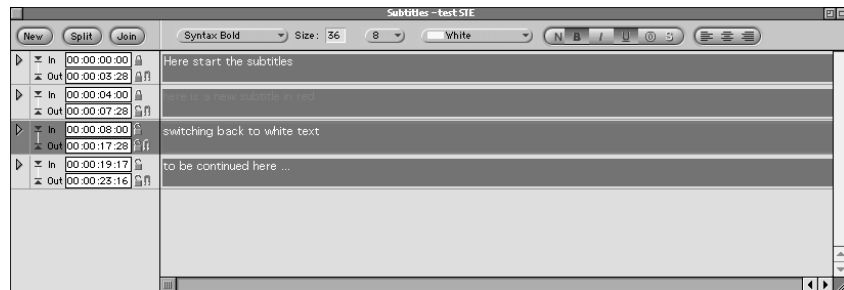 Subtitles – test STE
New Split Join Syntax Bold Size: 36 8 White N B I U O S
In 00:00:00:00 Here start the subtitles
Out 00:00:03:28
In 00:00:04:00 here is a new subtitle in red
Out 00:00:07:28
In 00:00:08:00 switching back to white text
Out 00:00:17:28
In 00:00:19:17 to be continued here ...
Out 00:00:23:16